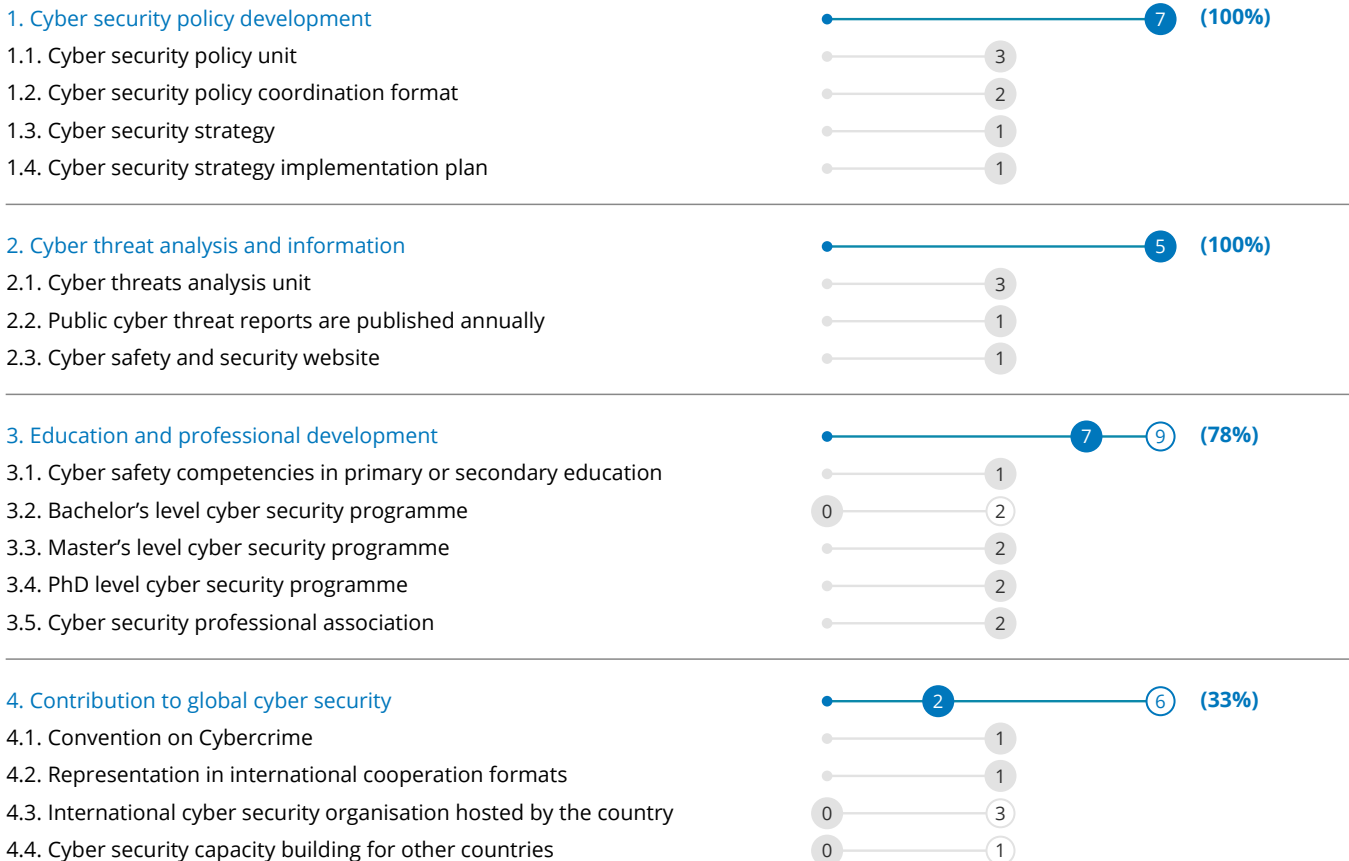 1. Cyber security policy development 7 (100%)
1.1. Cyber security policy unit 3
1.2. Cyber security policy coordination format 2
1.3. Cyber security strategy 1
1.4. Cyber security strategy implementation plan 1
2. Cyber threat analysis and information 5 (100%)
2.1. Cyber threats analysis unit 3
2.2. Public cyber threat reports are published annually 1
2.3. Cyber safety and security website 1
3. Education and professional development 7 9 (78%)
3.1. Cyber safety competencies in primary or secondary education 1
3.2. Bachelor’s level cyber security programme 0 2
3.3. Master’s level cyber security programme 2
3.4. PhD level cyber security programme 2
3.5. Cyber security professional association 2
4. Contribution to global cyber security 2 6 (33%)
4.1. Convention on Cybercrime 1
4.2. Representation in international cooperation formats 1
4.3. International cyber security organisation hosted by the country 0 3
4.4. Cyber security capacity building for other countries 0 1